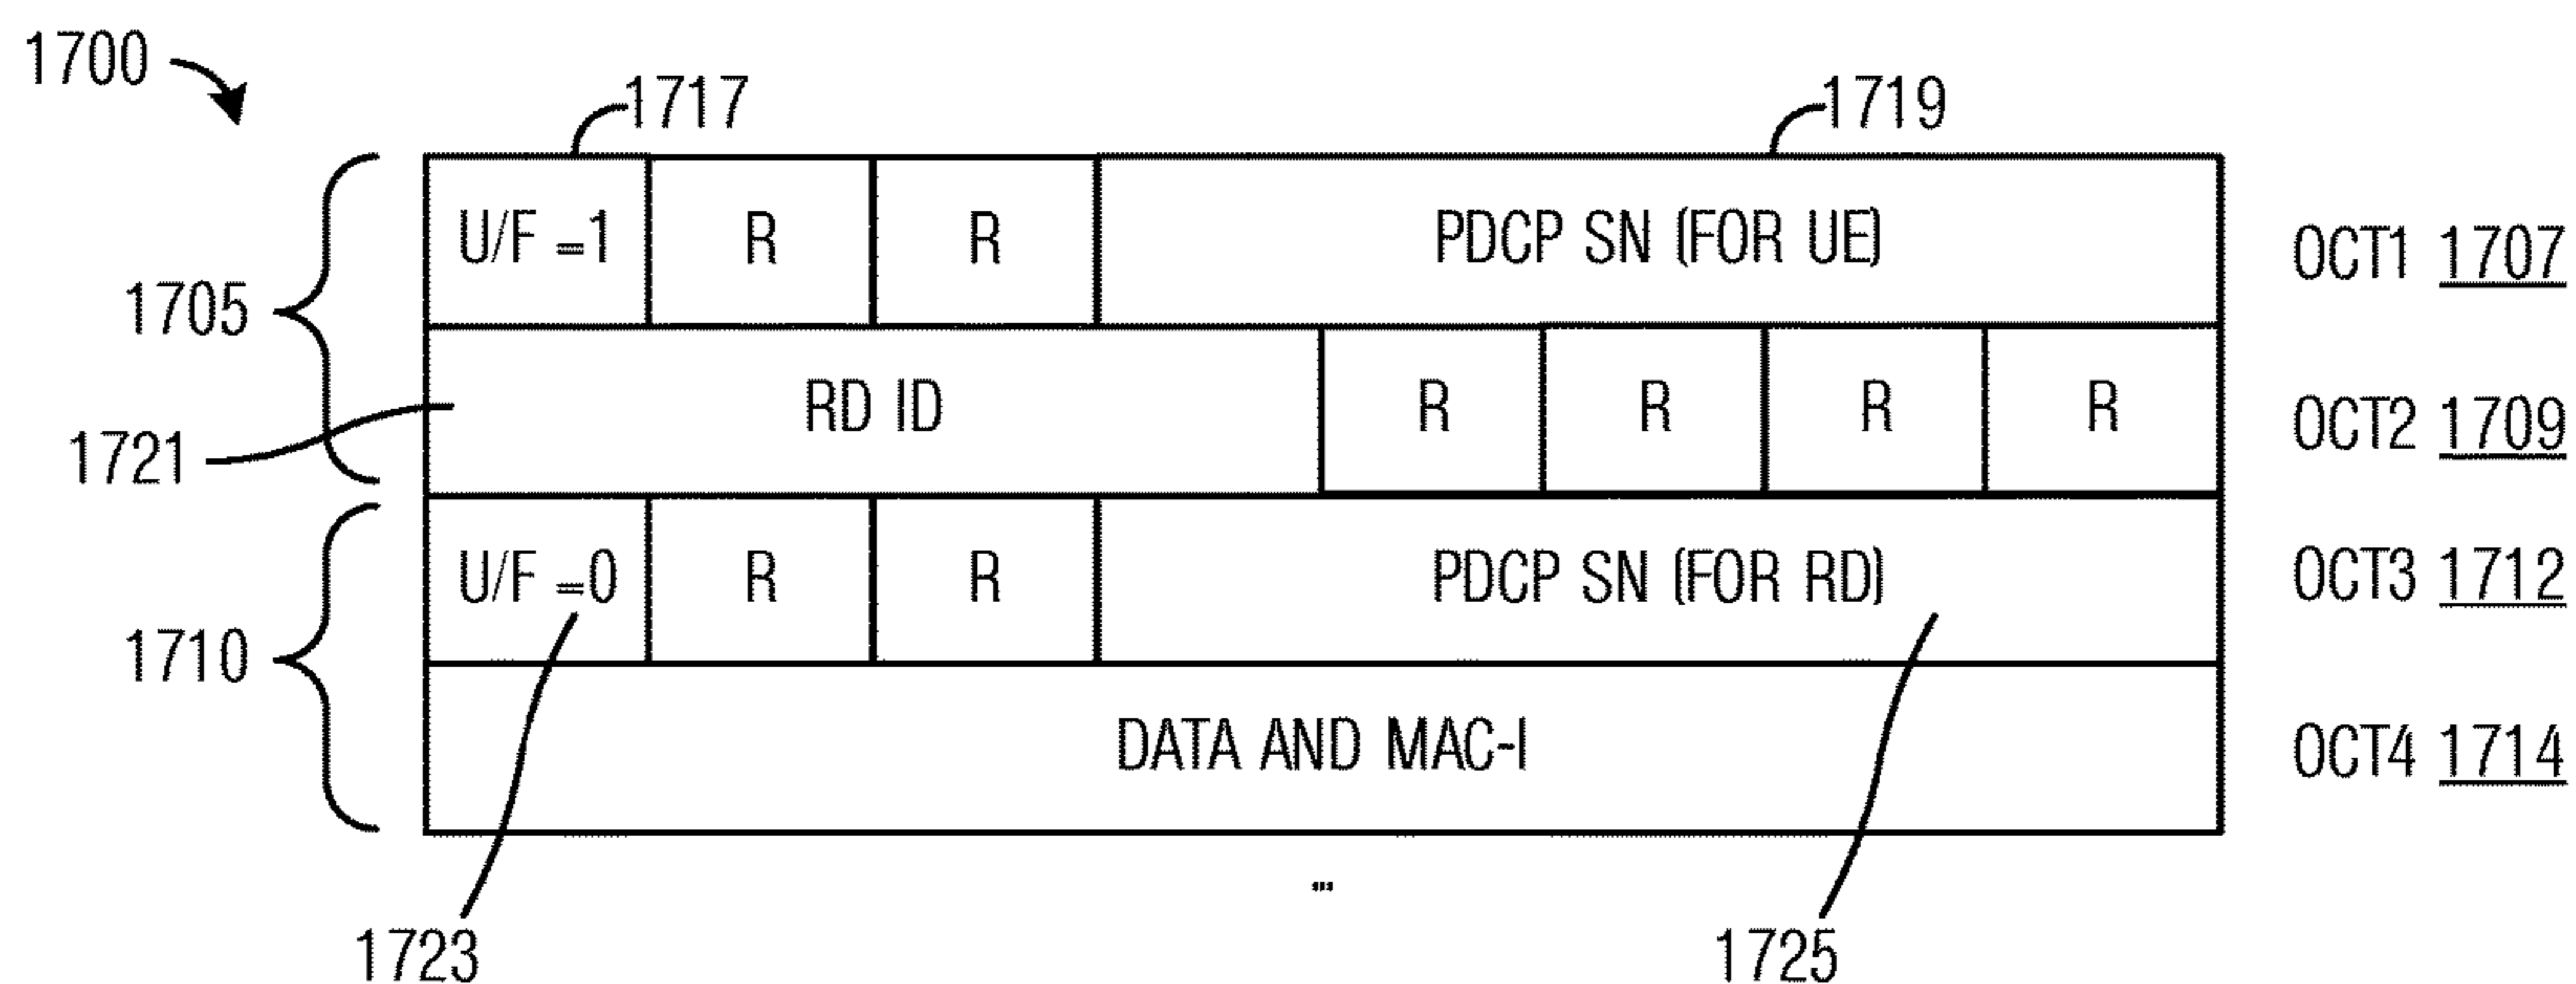 1700
1717
1719
U/F =1 R R PDCP SN (FOR UE) OCT1 1707
1705
RD ID R R R R OCT2 1709
1721
U/F =0 R R PDCP SN (FOR RD) OCT3 1712
1710
DATA AND MAC-I OCT4 1714
...
1723
1725